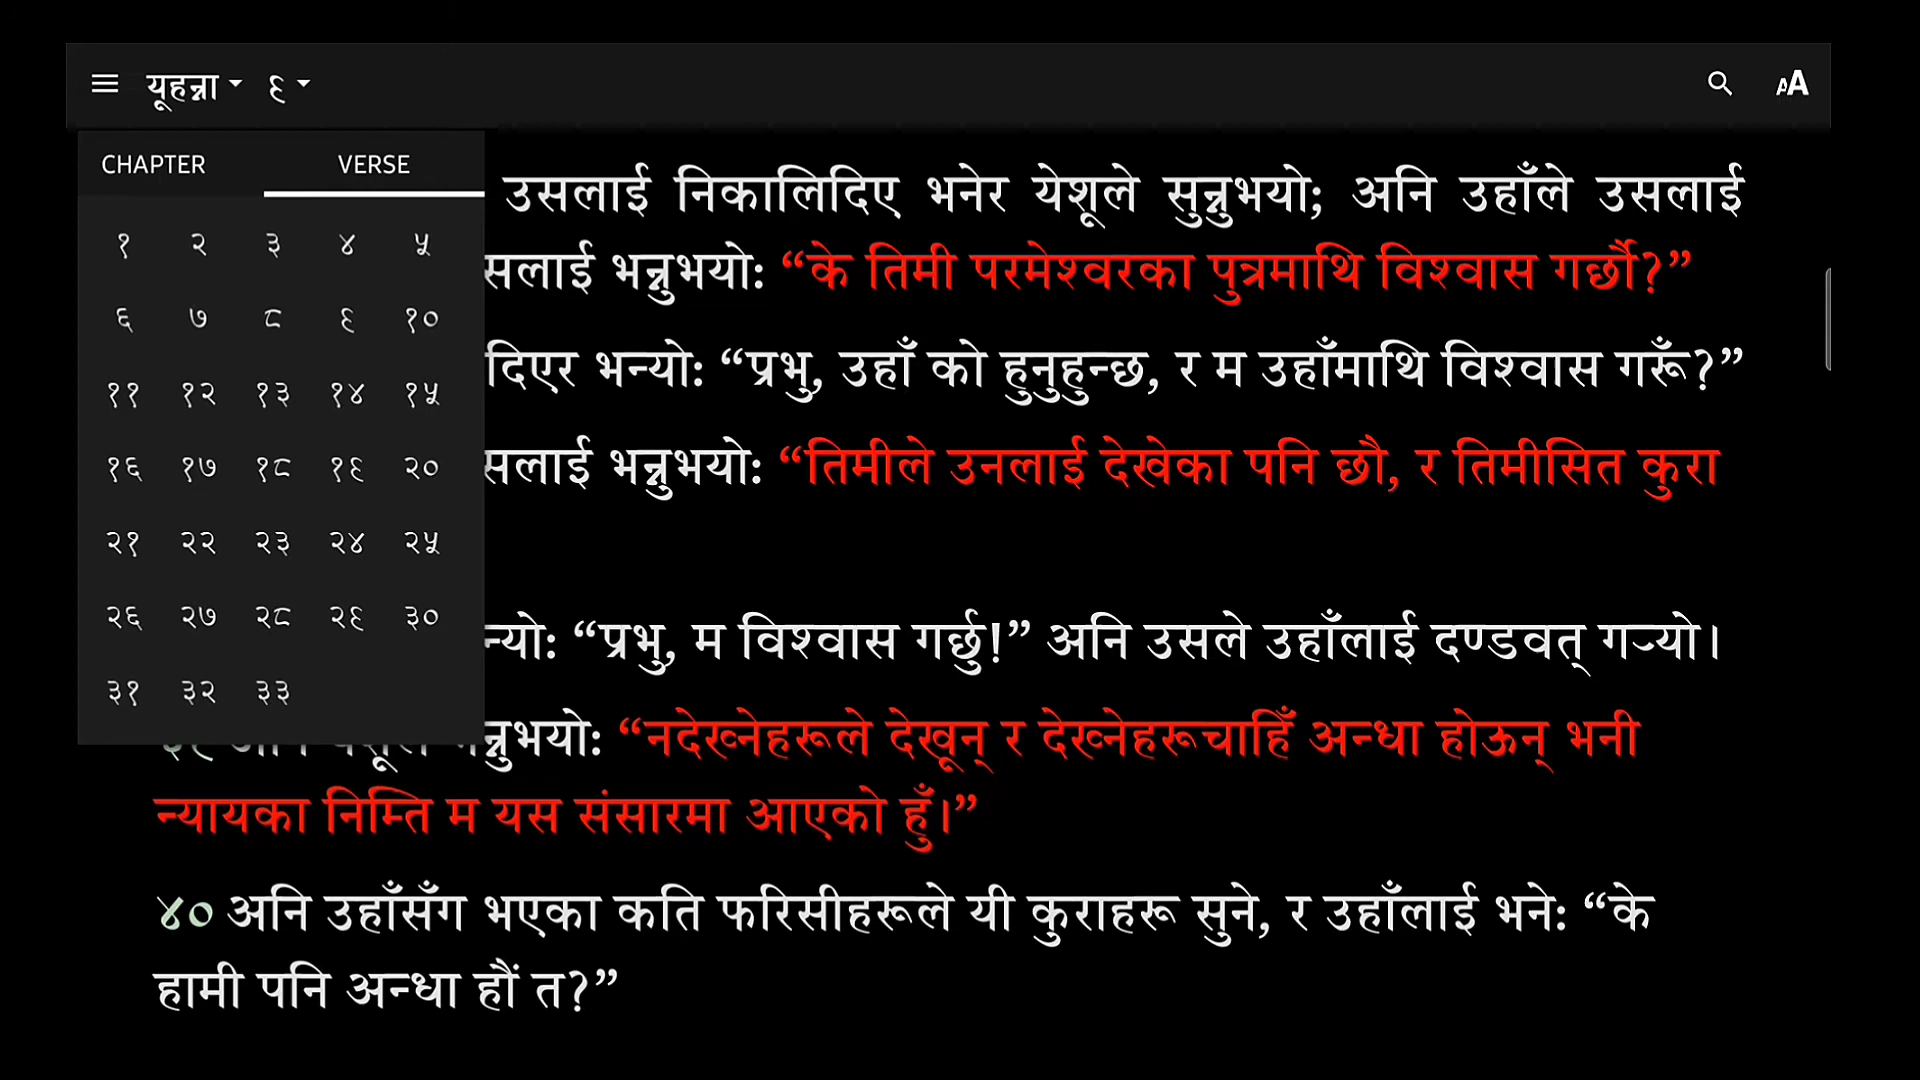 यूहन्ना ९
CHAPTER VERSE
१ २ ३ ४ ५
६ ७ ८ ९ १०
११ १२ १३ १४ १५
१६ १७ १८ १९ २०
२१ २२ २३ २४ २५
२६ २७ २८ २९ ३०
३१ ३२ ३३
उसलाई निकालिदिए भनेर येशूले सुन्नुभयो; अनि उहाँले उसलाई
सलाई भन्नुभयो: “के तिमी परमेश्वरका पुत्रमाथि विश्वास गर्छौ?”
दिएर भन्यो: “प्रभु, उहाँ को हुनुहुन्छ, र म उहाँमाथि विश्वास गरूँ?”
सलाई भन्नुभयो: “तिमीले उनलाई देखेका पनि छौ, र तिमीसित कुरा
न्यो: “प्रभु, म विश्वास गर्छु!” अनि उसले उहाँलाई दण्डवत् गऱ्यो।
न्नुभयो: “नदेख्नेहरूले देखून् र देख्नेहरूचाहिँ अन्धा होऊन् भनी
न्यायका निम्ति म यस संसारमा आएको हुँ।”
४० अनि उहाँसँग भएका कति फरिसीहरूले यी कुराहरू सुने, र उहाँलाई भने: “के
हामी पनि अन्धा हौं त?”